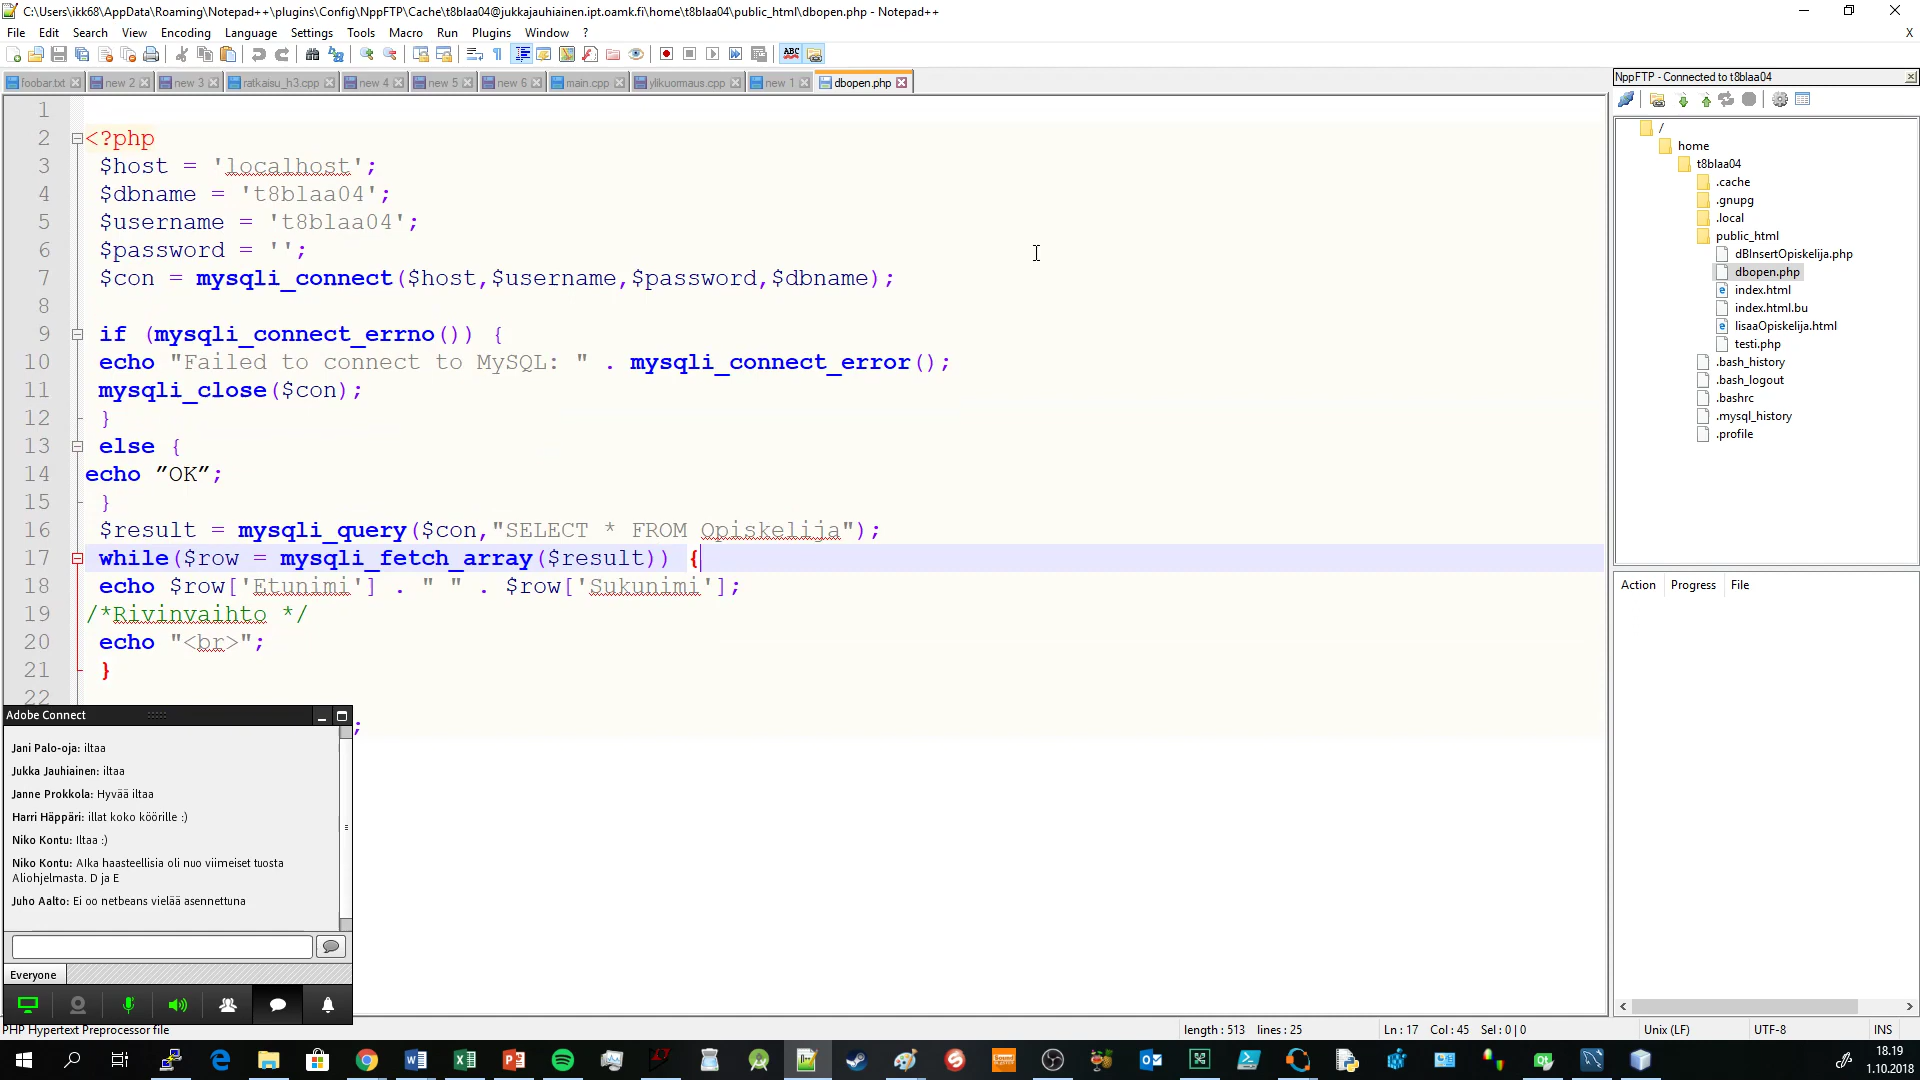 C:\Users\ikk68\AppData\Roaming\Notepad++\plugins\Config\NppFTP\Cache\t8blaa04@jukkajauhiainen.ipt.oamk.fi\home\t8blaa04\public_html\dbopen.php - Notepad++
File Edit Search View Encoding Language Settings Tools Macro Run Plugins Window ? X
foobar.txt new 2 new 3 ratkaisu_h3.cpp new 4 new 5 new 6 main.cpp ylikuormaus.cpp new 1 dbopen.php
1
2 <?php
3 $host = 'localhost';
4 $dbname = 't8blaa04';
5 $username = 't8blaa04';
6 $password = '';
7 $con = mysqli_connect($host,$username,$password,$dbname);
8
9 if (mysqli_connect_errno()) {
10 echo "Failed to connect to MySQL: " . mysqli_connect_error();
11 mysqli_close($con);
12 }
13 else {
14 echo ”OK”;
15 }
16 $result = mysqli_query($con,"SELECT * FROM Opiskelija");
17 while($row = mysqli_fetch_array($result)) {
18 echo $row['Etunimi'] . " " . $row['Sukunimi'];
19 /*Rivinvaihto */
20 echo "<br>";
21 }
22
;
Adobe Connect
Jani Palo-oja: iltaa
Jukka Jauhiainen: iltaa
Janne Prokkola: Hyvää iltaa
Harri Häppäri: illat koko köörille :)
Niko Kontu: Iltaa :)
Niko Kontu: AIka haasteellisia oli nuo viimeiset tuosta
Aliohjelmasta. D ja E
Juho Aalto: Ei oo netbeans vielää asennettuna
Everyone
NppFTP - Connected to t8blaa04
/
home
t8blaa04
.cache
.gnupg
.local
public_html
dBInsertOpiskelija.php
dbopen.php
index.html
index.html.bu
lisaaOpiskelija.html
testi.php
.bash_history
.bash_logout
.bashrc
.mysql_history
.profile
Action Progress File
PHP Hypertext Preprocessor file length : 513 lines : 25 Ln : 17 Col : 45 Sel : 0 | 0 Unix (LF) UTF-8 INS
18.19
1.10.2018